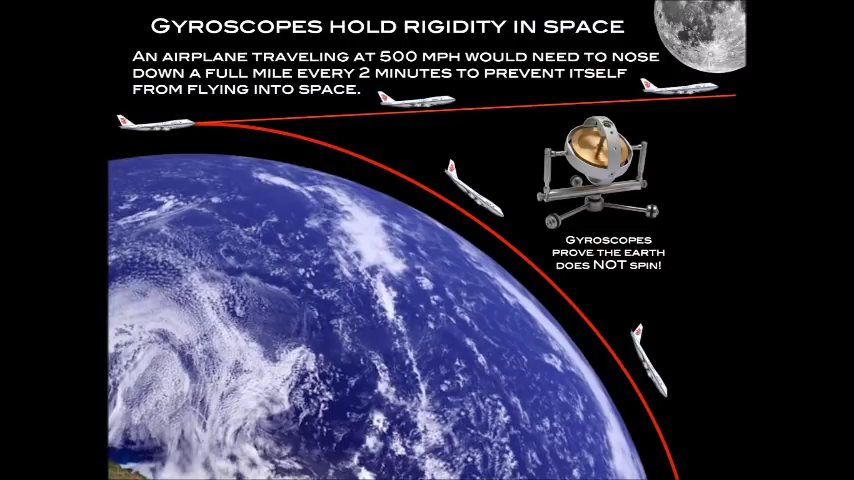 Gyroscopes hold rigidity in space
An airplane traveling at 500 mph would need to nose
down a full mile every 2 minutes to prevent itself
from flying into space.
Gyroscopes
prove the earth
does NOT spin!